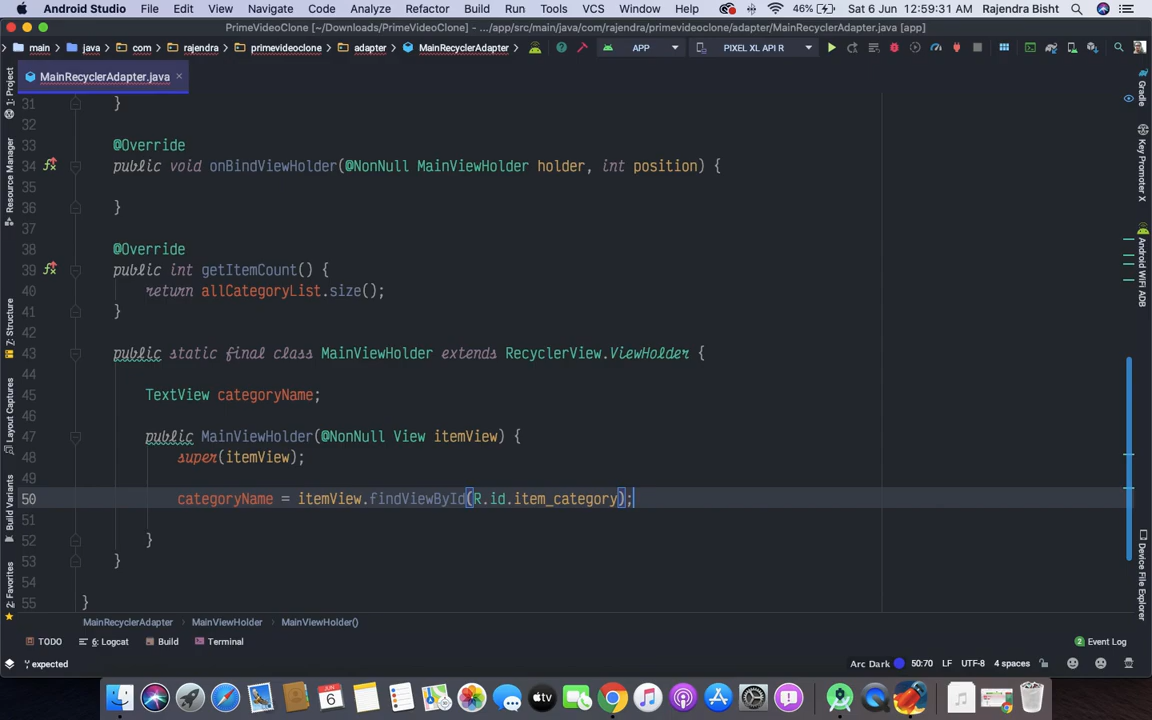 Android Studio File Edit View Navigate Code Analyze Refactor Build Run Tools VCS Window Help 46% Sat 6 Jun 12:59:31 AM Rajendra Bisht
PrimeVideoClone [~/Downloads/PrimeVideoClone] - .../app/src/main/java/com/rajendra/primevideoclone/adapter/MainRecyclerAdapter.java [app]
main java com rajendra primevideoclone adapter MainRecyclerAdapter APP PIXEL XL API R
MainRecyclerAdapter.java
31 }
32
33 @Override
34 public void onBindViewHolder(@NonNull MainViewHolder holder, int position) {
35
36 }
37
38 @Override
39 public int getItemCount() {
40 return allCategoryList.size();
41 }
42
43 public static final class MainViewHolder extends RecyclerView.ViewHolder {
44
45 TextView categoryName;
46
47 public MainViewHolder(@NonNull View itemView) {
48 super(itemView);
49
50 categoryName = itemView.findViewById(R.id.item_category);
51
52 }
53 }
54
55 }
MainRecyclerAdapter MainViewHolder MainViewHolder()
TODO 6: Logcat Build Terminal 2 Event Log
expected Arc Dark 50:70 LF UTF-8 4 spaces
1: Project
Resource Manager
7: Structure
Layout Captures
Build Variants
2: Favorites
Gradle
Key Promoter X
Android WiFi ADB
Device File Explorer
JUN
6
tv